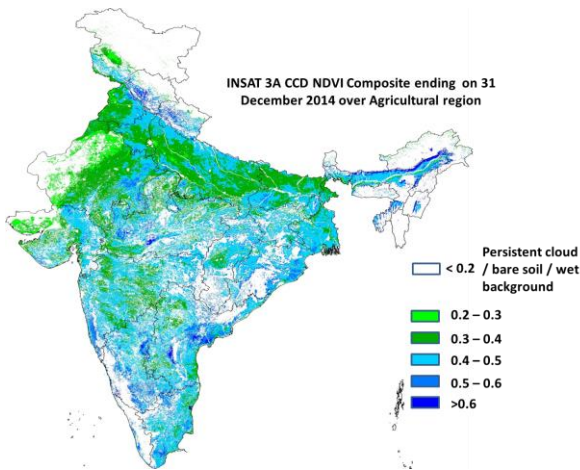 INSAT 3A CCD NDVI Composite ending on 31
December 2014 over Agricultural region
< 0.2
Persistent cloud
/ bare soil / wet
background
0.2 – 0.3
0.3 – 0.4
0.4 – 0.5
0.5 – 0.6
>0.6